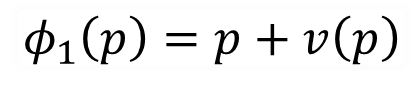 𝜙₁(𝑝) = 𝑝 + 𝑣(𝑝)